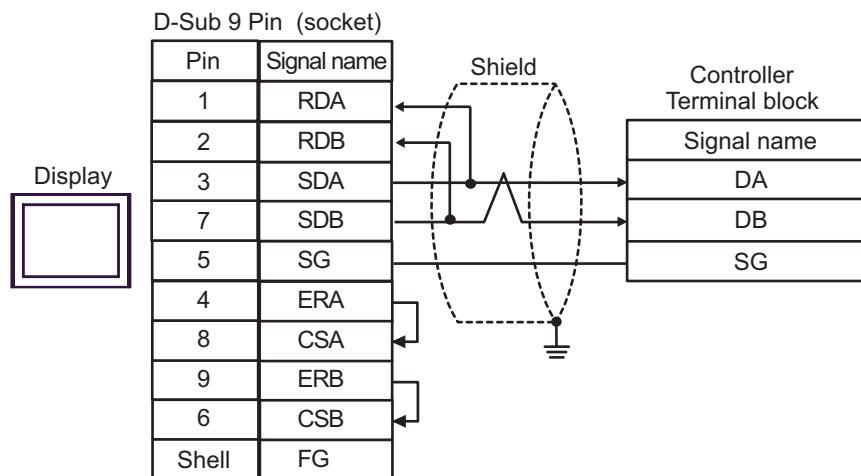 D-Sub 9 Pin (socket)
Pin Signal name
1 RDA
2 RDB
3 SDA
7 SDB
5 SG
4 ERA
8 CSA
9 ERB
6 CSB
Shell FG
Display
Shield
Controller
Terminal block
Signal name
DA
DB
SG